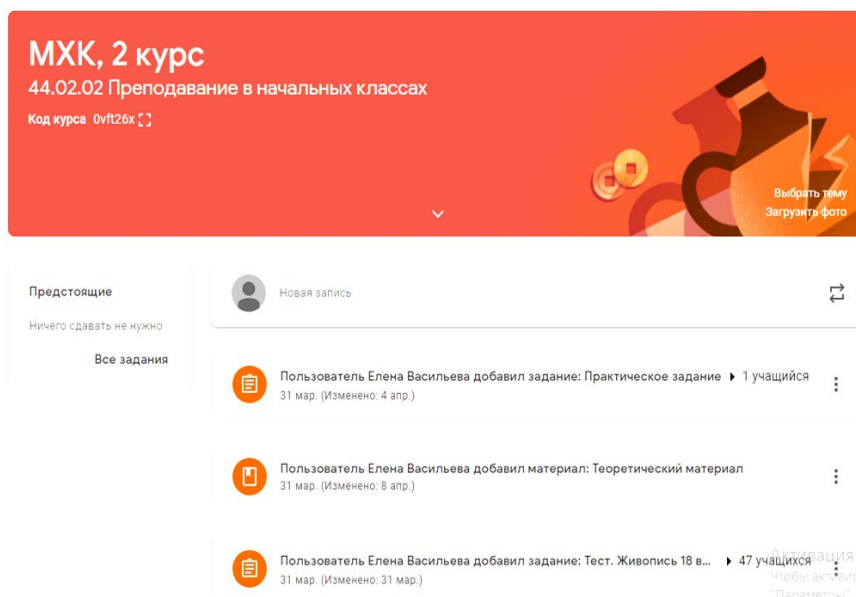 МХК, 2 курс
44.02.02 Преподавание в начальных классах
Код курса 0vft26x
Выбрать тему
Загрузить фото
Предстоящие
Ничего сдавать не нужно
Все задания
Новая запись
Пользователь Елена Васильева добавил задание: Практическое задание 1 учащийся
31 мар. (Изменено: 4 апр.)
Пользователь Елена Васильева добавил материал: Теоретический материал
31 мар. (Изменено: 8 апр.)
Пользователь Елена Васильева добавил задание: Тест. Живопись 18 в... 47 учащихся
31 мар. (Изменено: 31 мар.)
Активация
Чтобы
"Параметры"